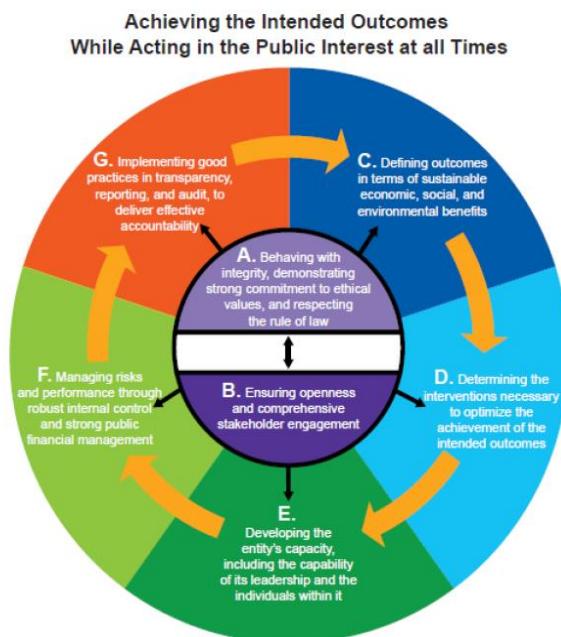 Achieving the Intended Outcomes
While Acting in the Public Interest at all Times
G. Implementing good
practices in transparency,
reporting, and audit, to
deliver effective
accountability
C. Defining outcomes
in terms of sustainable
economic, social, and
environmental benefits
A. Behaving with
integrity, demonstrating
strong commitment to ethical
values, and respecting
the rule of law
B. Ensuring openness
and comprehensive
stakeholder engagement
F. Managing risks
and performance through
robust internal control
and strong public
financial management
D. Determining the
interventions necessary
to optimize the
achievement of the
intended outcomes
E.
Developing the
entity's capacity,
including the capability
of its leadership and the
individuals within it